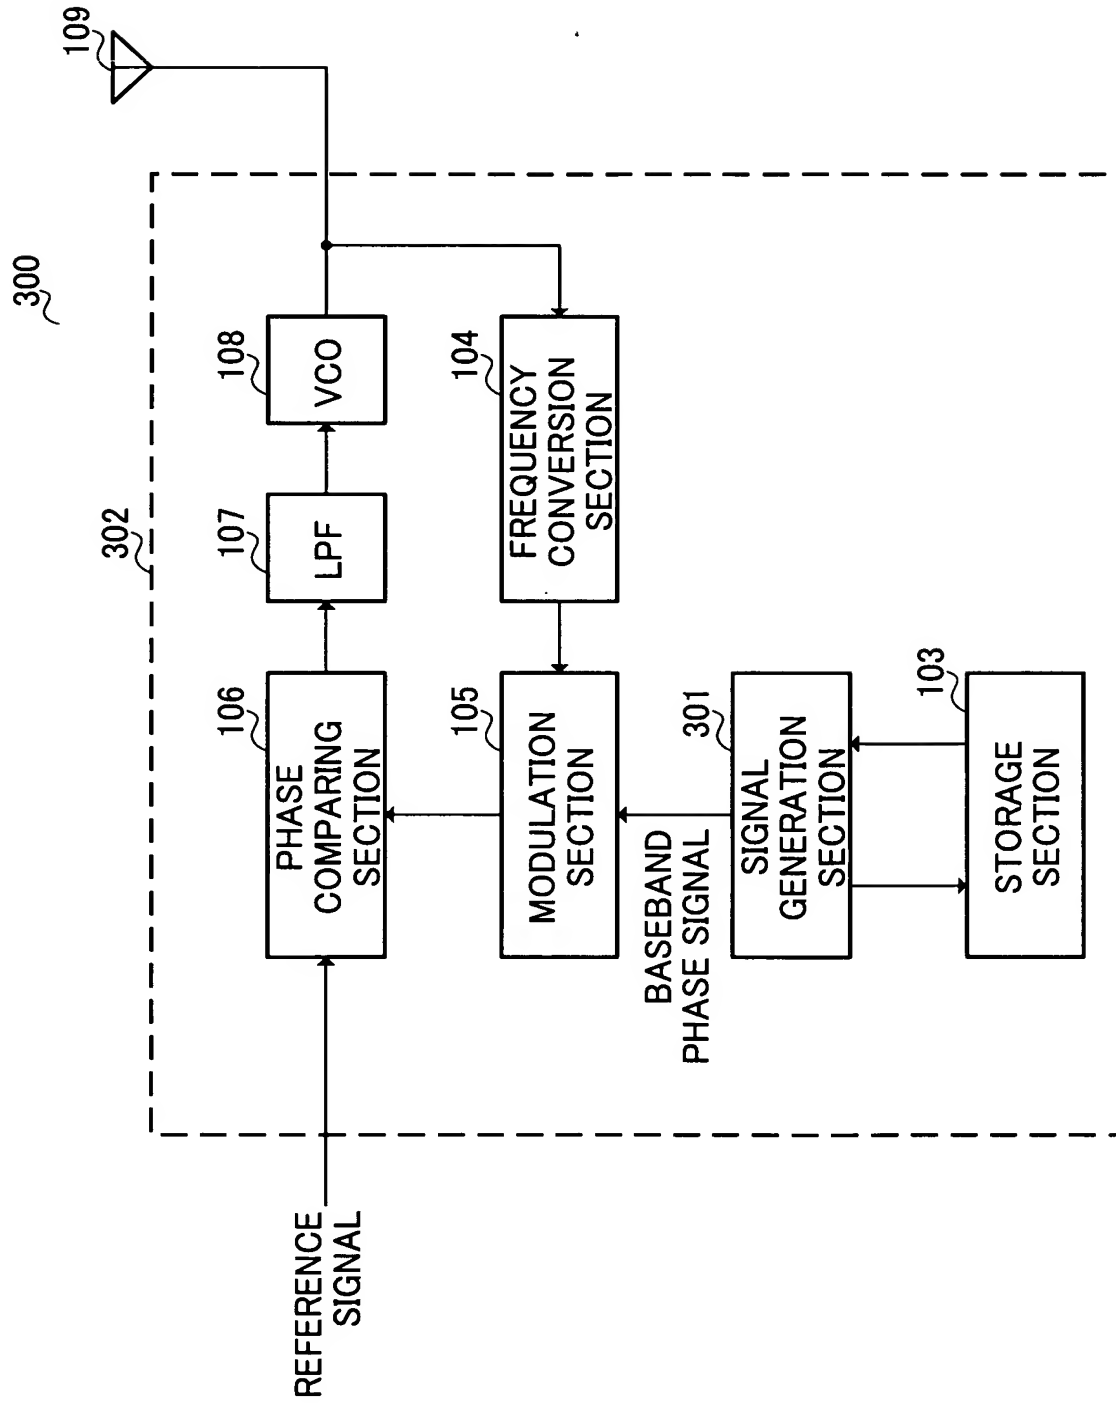 300
302
109
REFERENCE
SIGNAL
106
PHASE
COMPARING
SECTION
107
LPF
108
VCO
105
MODULATION
SECTION
104
FREQUENCY
CONVERSION
SECTION
BASEBAND
PHASE SIGNAL
301
SIGNAL
GENERATION
SECTION
103
STORAGE
SECTION